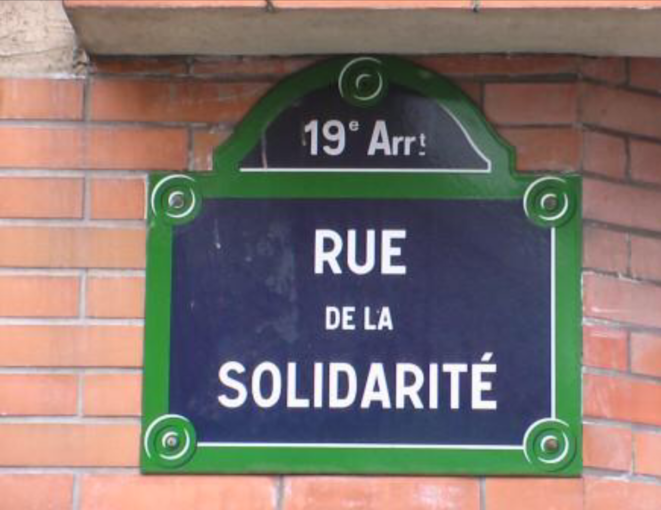 19e Arrt
RUE
DE LA
SOLIDARITÉ